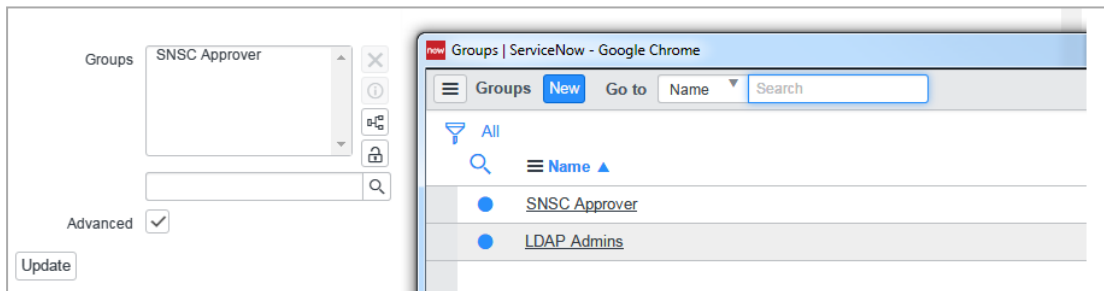 Groups
SNSC Approver
Advanced
Update
now Groups | ServiceNow - Google Chrome
Groups New Go to Name Search
All
Name
SNSC Approver
LDAP Admins